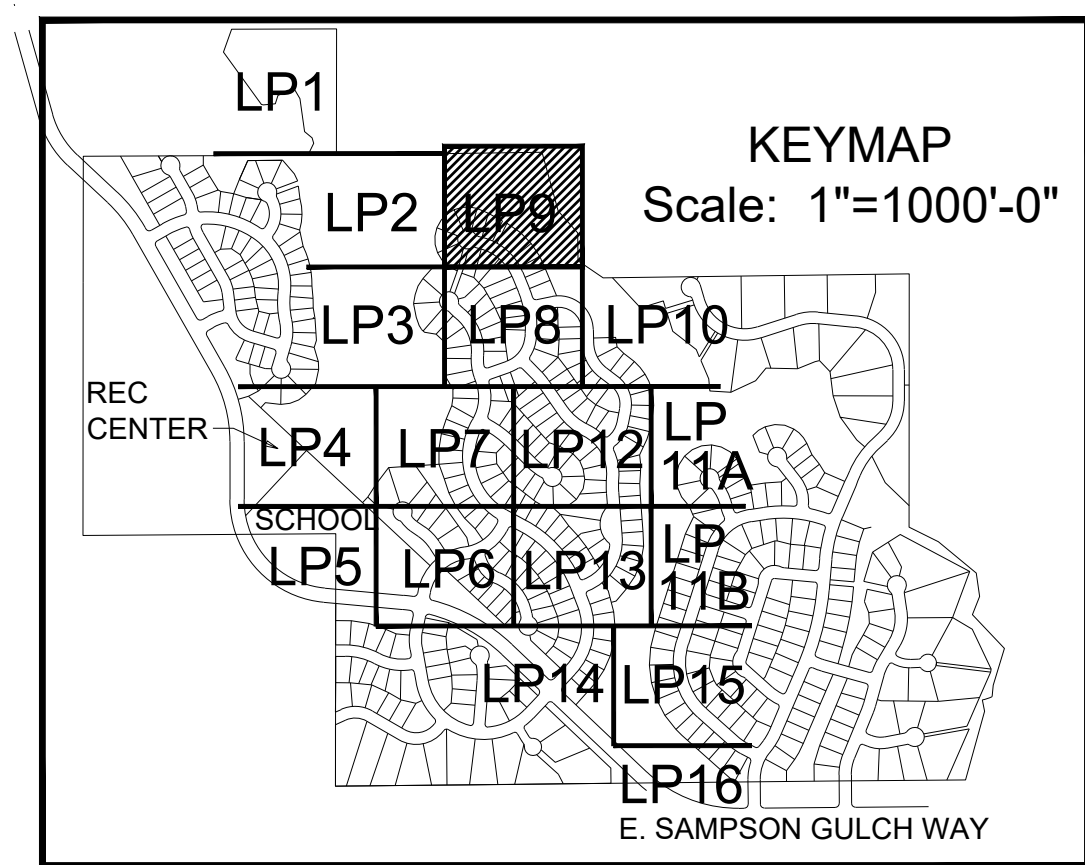 LP1
KEYMAP
Scale: 1"=1000'-0"
LP2
LP9
LP3
LP8
LP10
REC
CENTER
LP4
LP7
LP12
LP
11A
SCHOOL
LP5
LP6
LP13
LP
11B
LP14
LP15
LP16
E. SAMPSON GULCH WAY